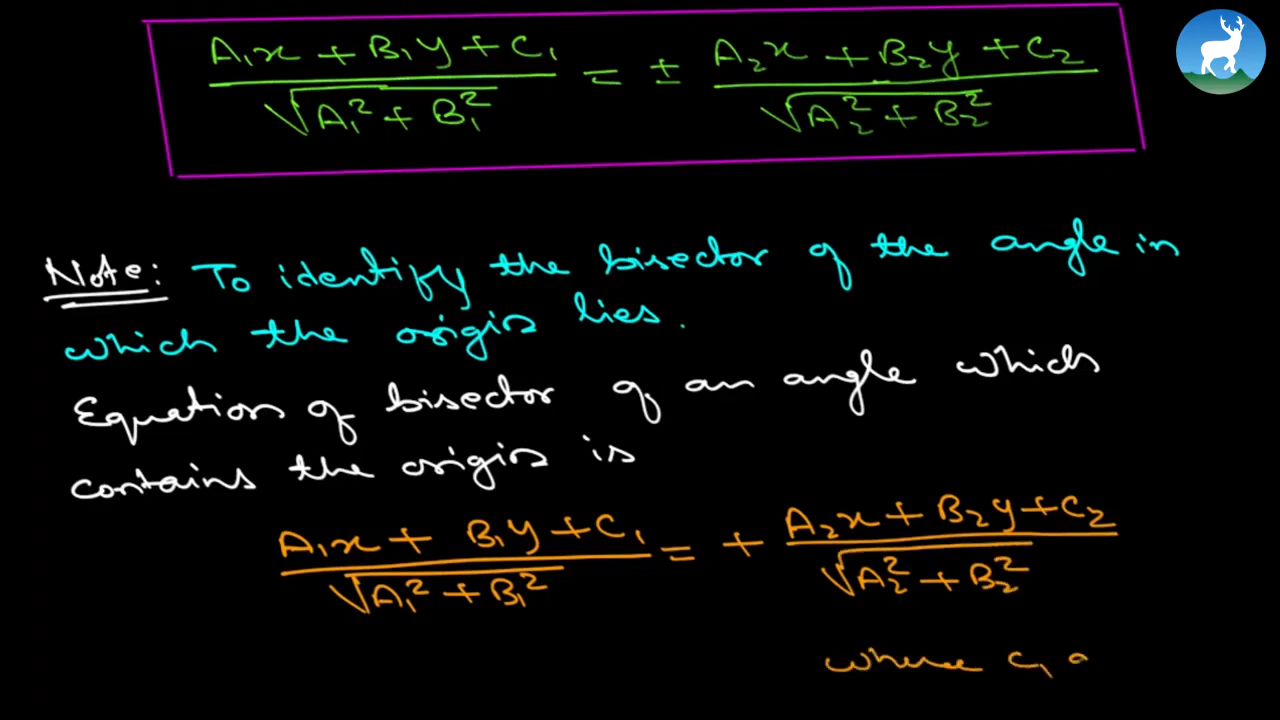 A₁x + B₁y + C₁ / √A₁² + B₁² = ± A₂x + B₂y + C₂ / √A₂² + B₂²
Note: To identify the bisector of the angle in
which the origin lies.
Equation of bisector of an angle which
contains the origin is
A₁x + B₁y + C₁ / √A₁² + B₁² = + A₂x + B₂y + C₂ / √A₂² + B₂²
where C₁